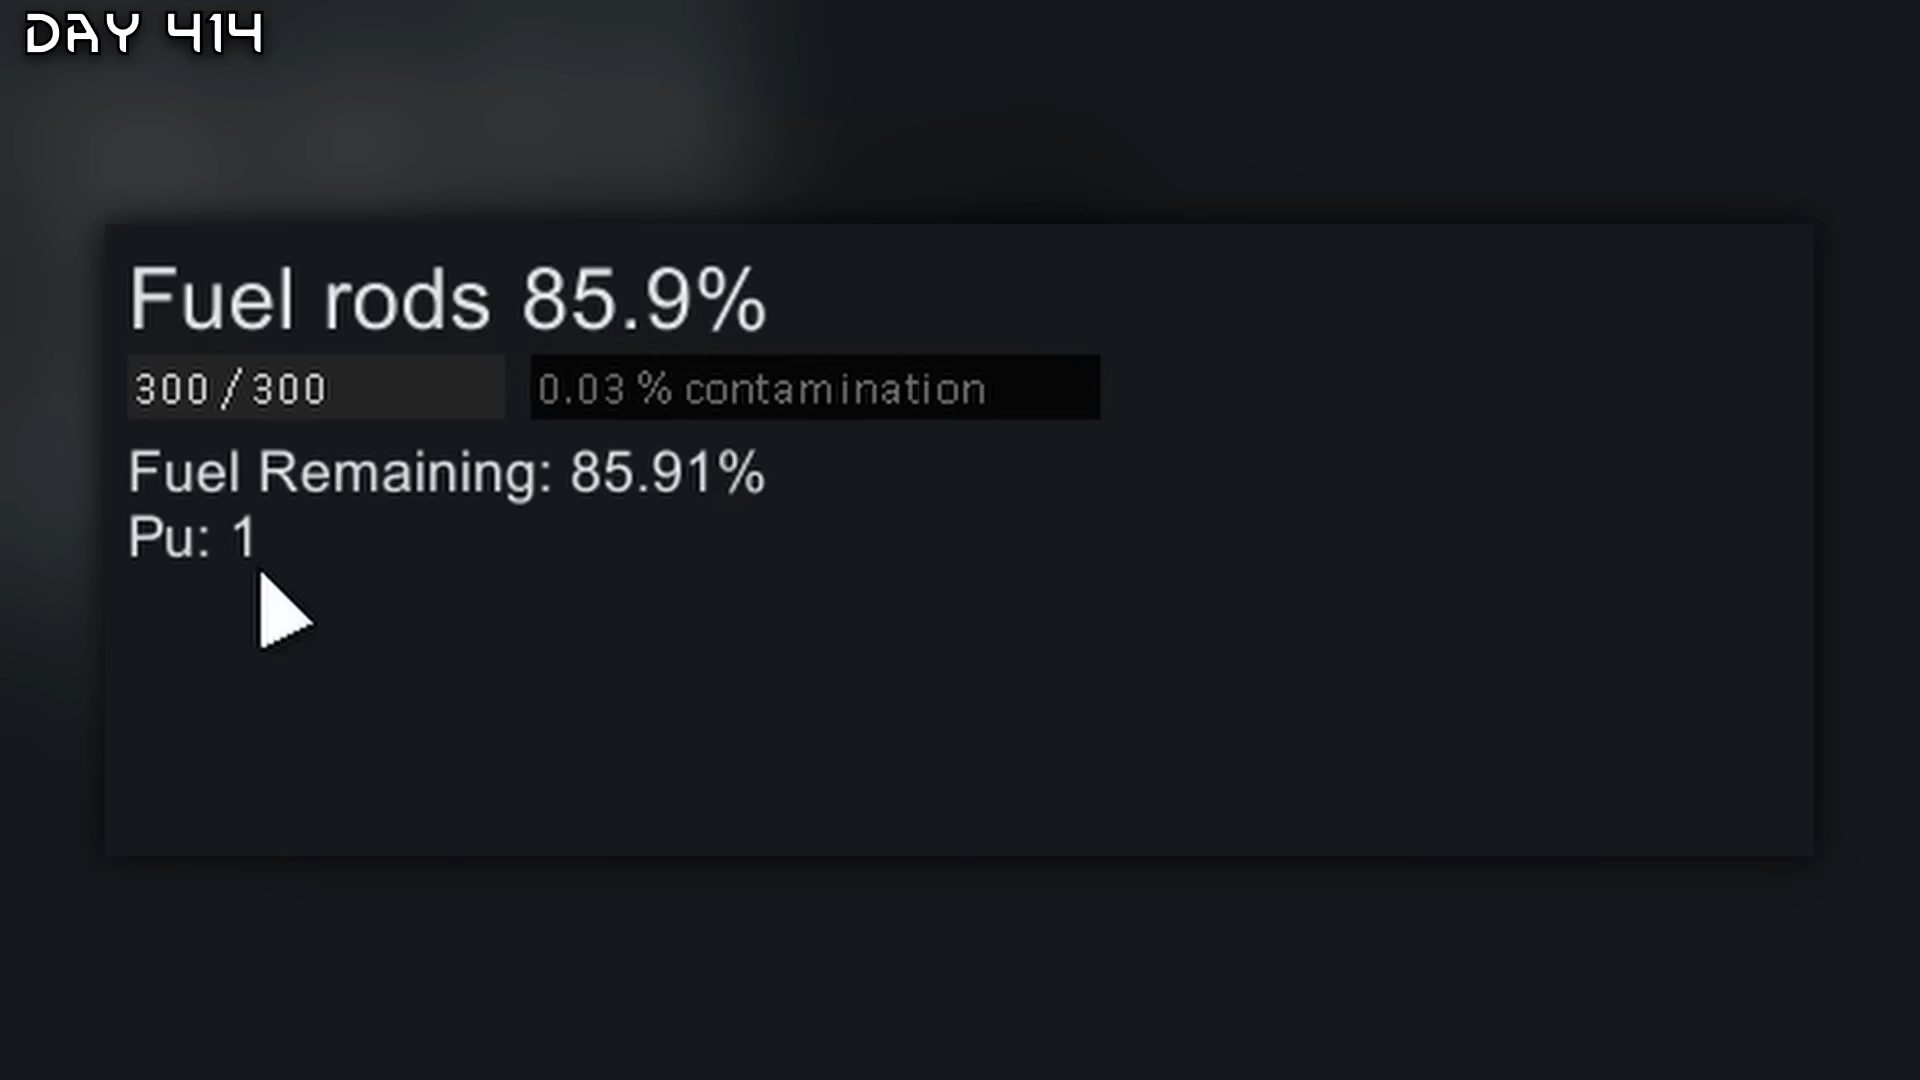 DAY 414
Fuel rods 85.9%
300 / 300
0.03 % contamination
Fuel Remaining: 85.91%
Pu: 1